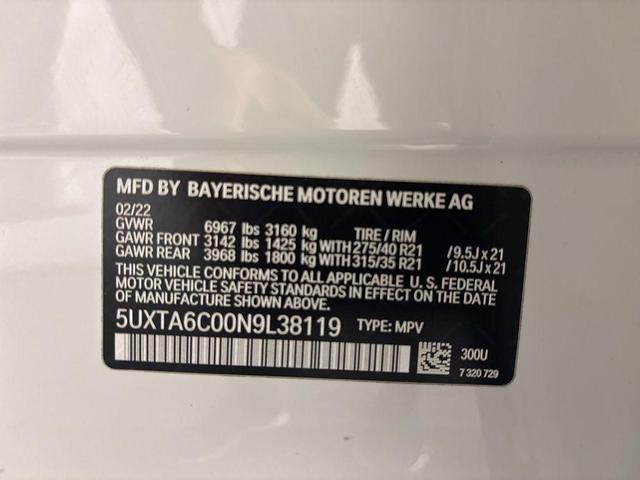 MFD BY BAYERISCHE MOTOREN WERKE AG
02/22
GVWR 6967 lbs 3160 kg TIRE / RIM
GAWR FRONT 3142 lbs 1425 kg WITH 275/40 R21 /9.5J x 21
GAWR REAR 3968 lbs 1800 kg WITH 315/35 R21 /10.5J x 21
THIS VEHICLE CONFORMS TO ALL APPLICABLE U. S. FEDERAL
MOTOR VEHICLE SAFETY STANDARDS IN EFFECT ON THE DATE OF
MANUFACTURE SHOWN ABOVE.
5UXTA6C00N9L38119 TYPE: MPV
300U
7 320 729